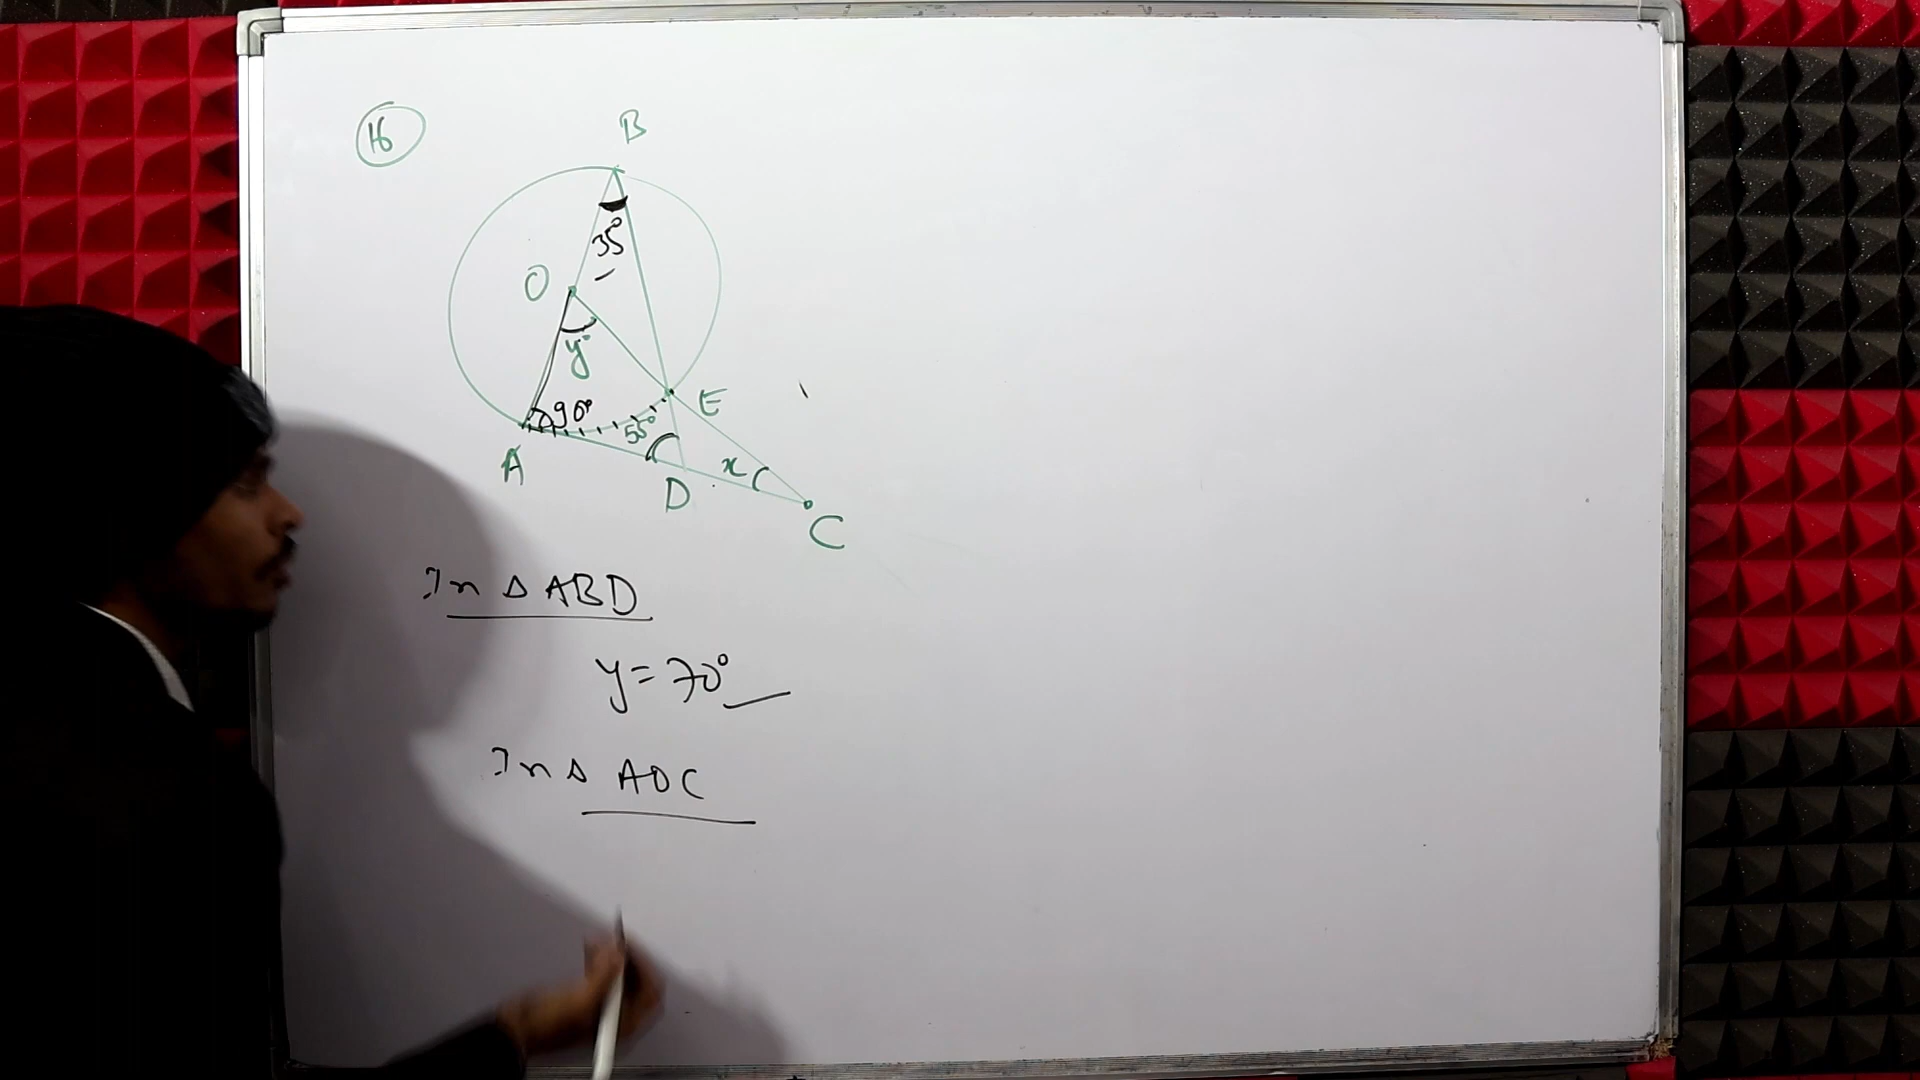 16
B
35°
O
y°
90°
55°
E
A
x
D
C
In Δ ABD
y = 70°
In Δ AOC